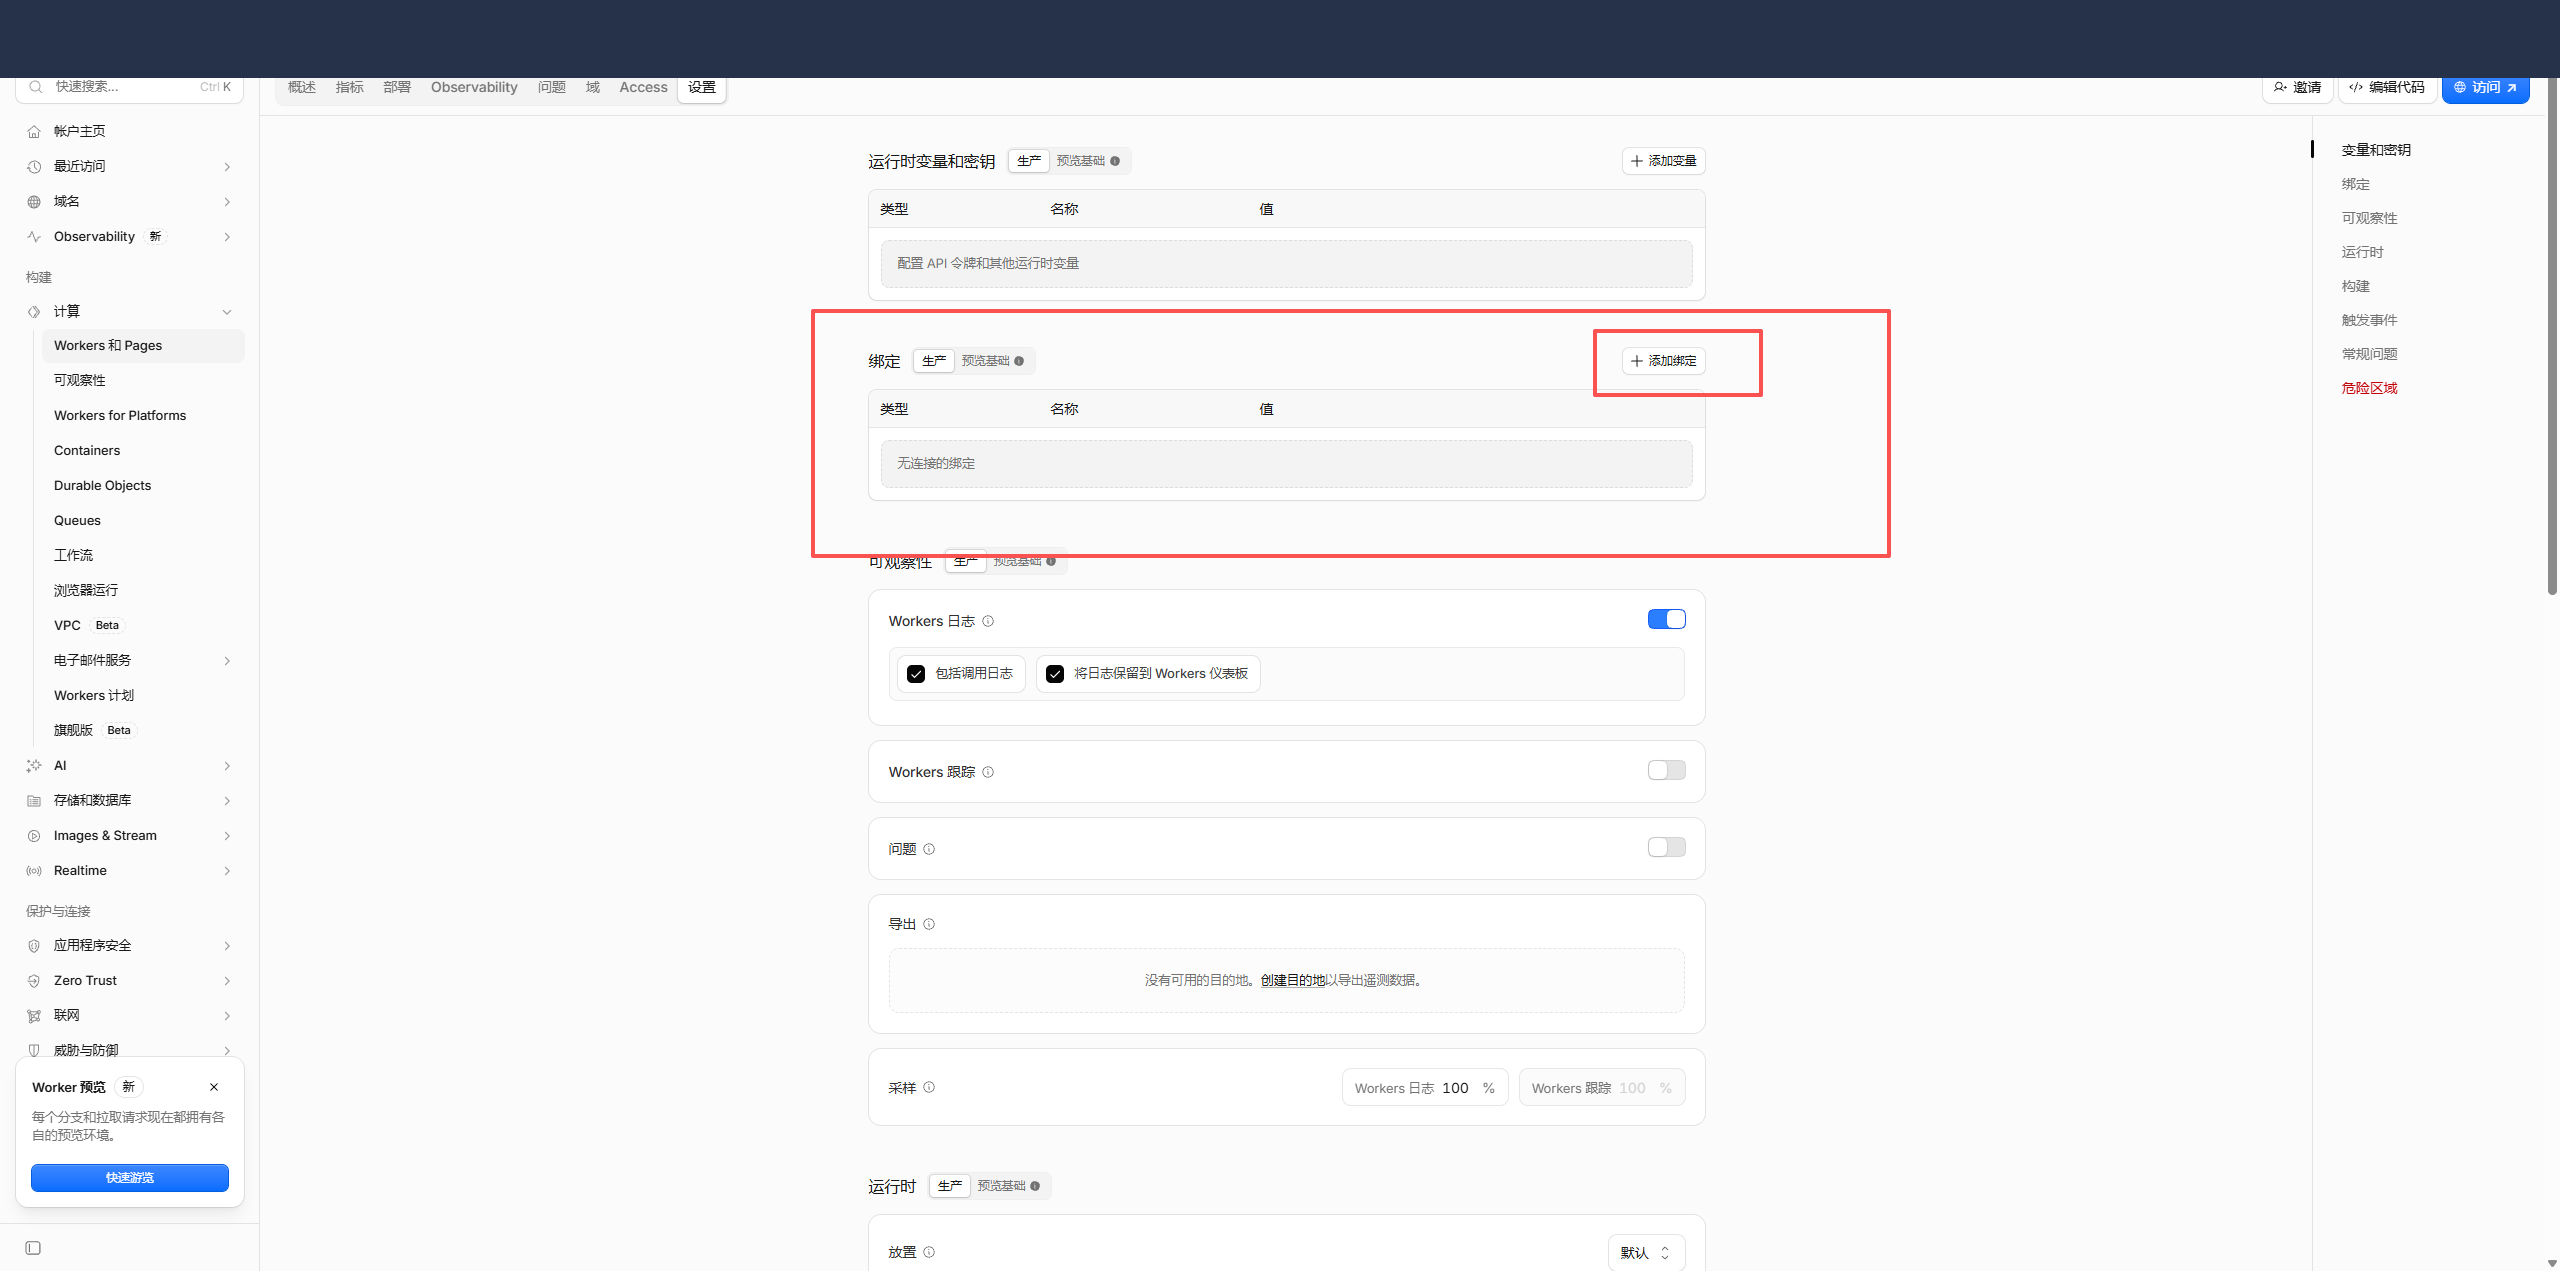 快速搜索... Ctrl K
概述 指标 部署 Observability 问题 域 Access 设置
邀请 编辑代码 访问
帐户主页
最近访问
域名
Observability 新
构建
计算
Workers 和 Pages
可观察性
Workers for Platforms
Containers
Durable Objects
Queues
工作流
浏览器运行
VPC Beta
电子邮件服务
Workers 计划
旗舰版 Beta
AI
存储和数据库
Images & Stream
Realtime
保护与连接
应用程序安全
Zero Trust
联网
威胁与防御
Worker 预览 新
每个分支和拉取请求现在都拥有各
自的预览环境。
快速游览
运行时变量和密钥 生产 预览基础
添加变量
类型 名称 值
配置 API 令牌和其他运行时变量
绑定 生产 预览基础
添加绑定
类型 名称 值
无连接的绑定
可观察性 生产 预览基础
Workers 日志
包括调用日志 将日志保留到 Workers 仪表板
Workers 跟踪
问题
导出
没有可用的目的地。创建目的地以导出遥测数据。
采样 Workers 日志 100 % Workers 跟踪 100 %
运行时 生产 预览基础
放置 默认
变量和密钥
绑定
可观察性
运行时
构建
触发事件
常规问题
危险区域